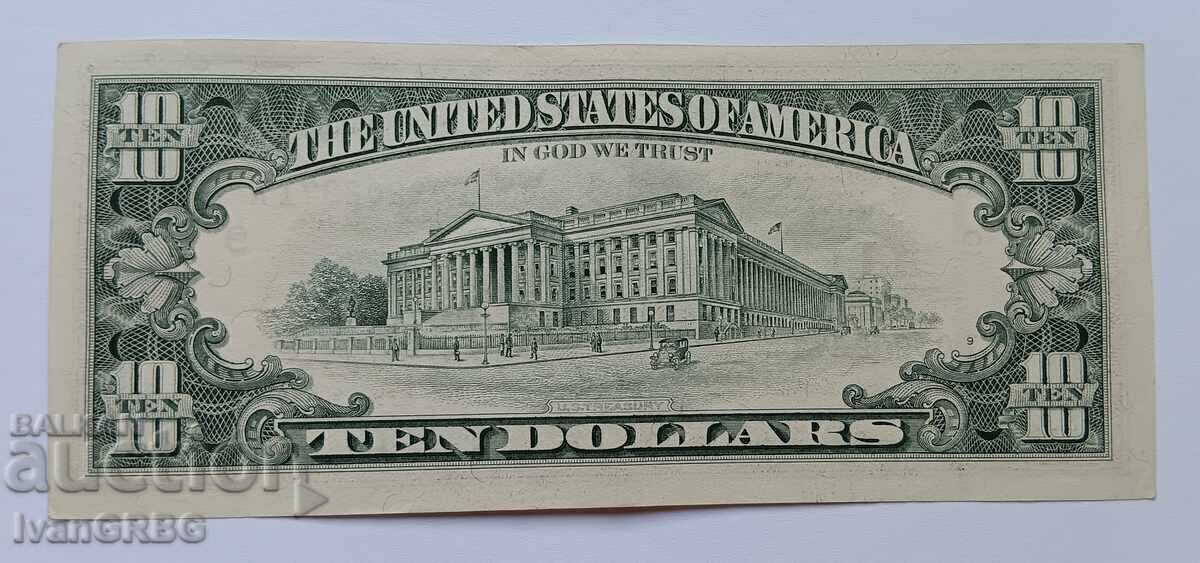 10 10
TEN TEN
THE UNITED STATES OF AMERICA
IN GOD WE TRUST
9
10 10
TEN TEN
U.S. TREASURY
TEN DOLLARS
BALKAN
auction
IvanGRBG